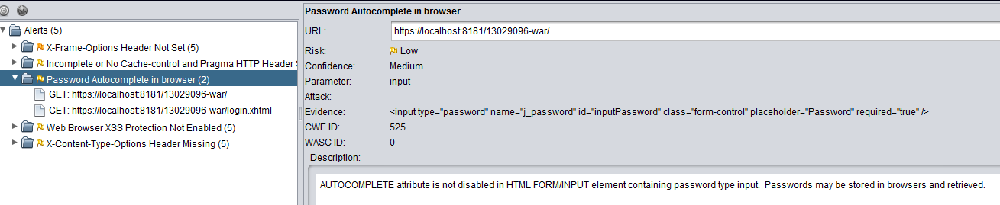 Alerts (5)
X-Frame-Options Header Not Set (5)
Incomplete or No Cache-control and Pragma HTTP Header S
Password Autocomplete in browser (2)
GET: https://localhost:8181/13029096-war/
GET: https://localhost:8181/13029096-war/login.xhtml
Web Browser XSS Protection Not Enabled (5)
X-Content-Type-Options Header Missing (5)
Password Autocomplete in browser
URL: https://localhost:8181/13029096-war/
Risk: Low
Confidence: Medium
Parameter: input
Attack:
Evidence: <input type="password" name="j_password" id="inputPassword" class="form-control" placeholder="Password" required="true" />
CWE ID: 525
WASC ID: 0
Description:
AUTOCOMPLETE attribute is not disabled in HTML FORM/INPUT element containing password type input.  Passwords may be stored in browsers and retrieved.